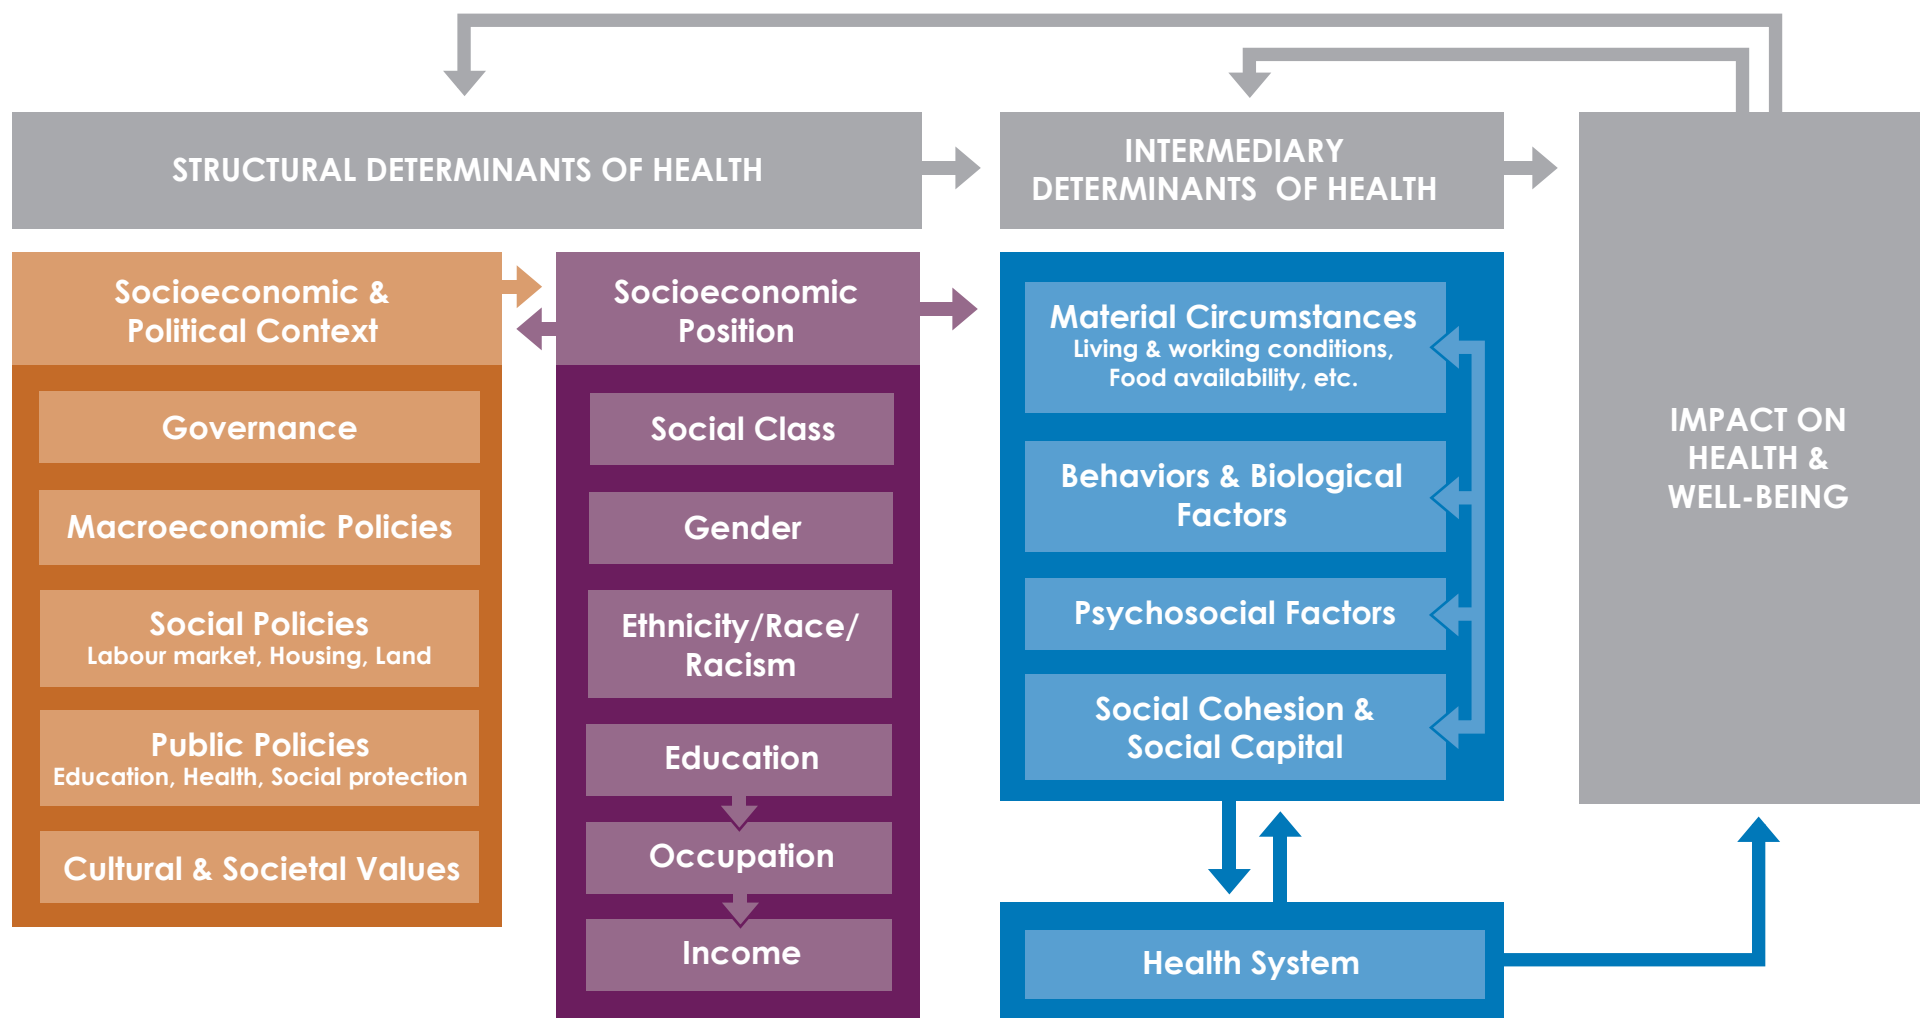 STRUCTURAL DETERMINANTS OF HEALTH
INTERMEDIARY
DETERMINANTS OF HEALTH
Socioeconomic &
Political Context
Governance
Macroeconomic Policies
Social Policies
Labour market, Housing, Land
Public Policies
Education, Health, Social protection
Cultural & Societal Values
Socioeconomic
Position
Social Class
Gender
Ethnicity/Race/
Racism
Education
Occupation
Income
Material Circumstances
Living & working conditions,
Food availability, etc.
Behaviors & Biological
Factors
Psychosocial Factors
Social Cohesion &
Social Capital
Health System
IMPACT ON
HEALTH &
WELL-BEING